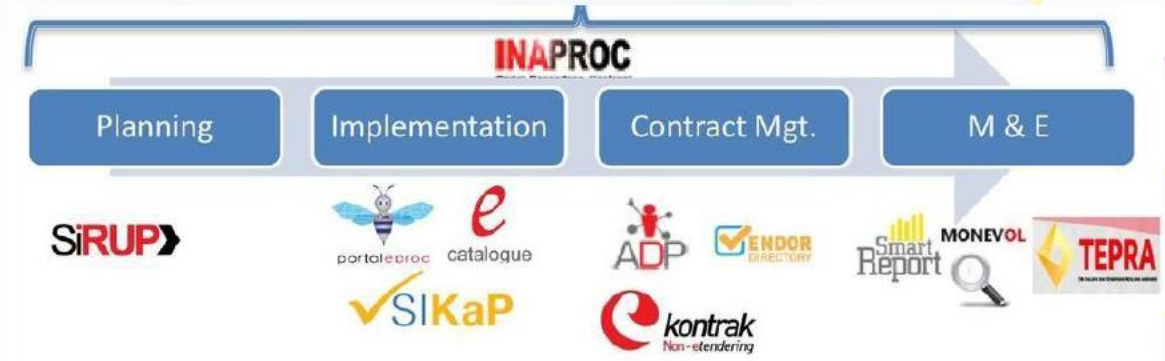 INAPROC
Planning
Implementation
Contract Mgt.
M & E
SiRUP
portaleproc
e
catalogue
SIKaP
ADP
VENDOR
DIRECTORY
e kontrak
Non-etendering
Smart
Report
MONEVOL
TEPRA